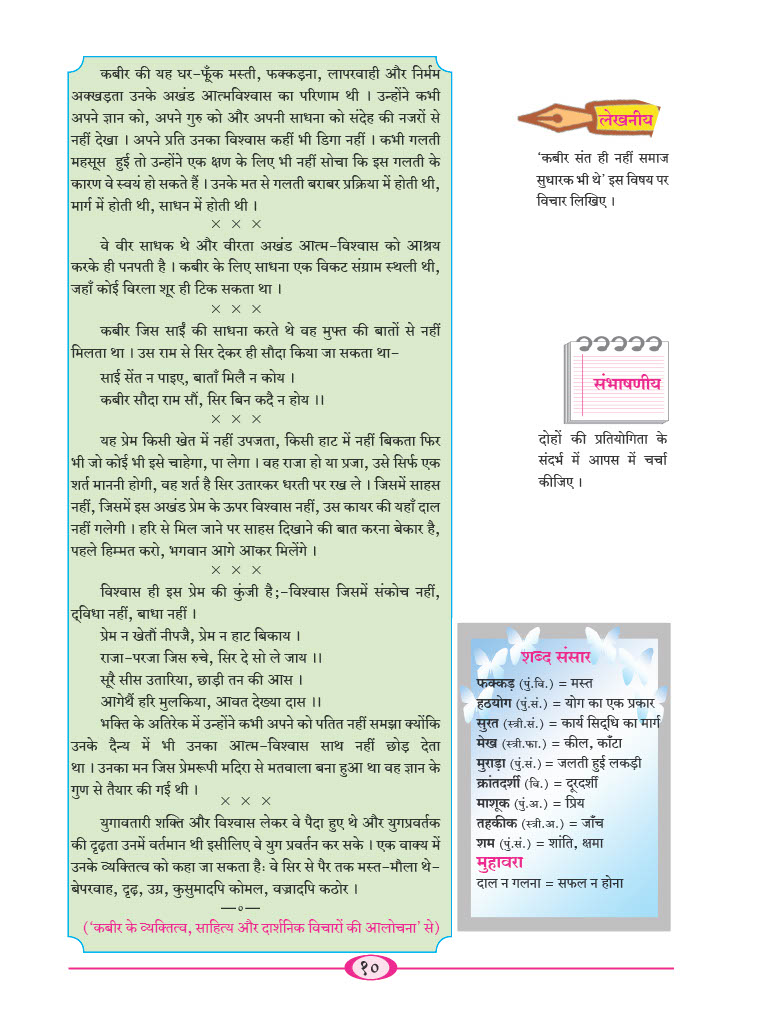 कबीर की यह घर-फूँक मस्ती, फक्कड़ना, लापरवाही और निर्मम
अक्खड़ता उनके अखंड आत्मविश्वास का परिणाम थी । उन्होंने कभी
अपने ज्ञान को, अपने गुरु को और अपनी साधना को संदेह की नजरों से
नहीं देखा । अपने प्रति उनका विश्वास कहीं भी डिगा नहीं । कभी गलती
महसूस हुई तो उन्होंने एक क्षण के लिए भी नहीं सोचा कि इस गलती के
कारण वे स्वयं हो सकते हैं । उनके मत से गलती बराबर प्रक्रिया में होती थी,
मार्ग में होती थी, साधन में होती थी ।
× × ×
वे वीर साधक थे और वीरता अखंड आत्म-विश्वास को आश्रय
करके ही पनपती है । कबीर के लिए साधना एक विकट संग्राम स्थली थी,
जहाँ कोई विरला शूर ही टिक सकता था ।
× × ×
कबीर जिस साईं की साधना करते थे वह मुफ्त की बातों से नहीं
मिलता था । उस राम से सिर देकर ही सौदा किया जा सकता था-
साई सेंत न पाइए, बाताँ मिलै न कोय ।
कबीर सौदा राम सौं, सिर बिन कदै न होय ।।
× × ×
यह प्रेम किसी खेत में नहीं उपजता, किसी हाट में नहीं बिकता फिर
भी जो कोई भी इसे चाहेगा, पा लेगा । वह राजा हो या प्रजा, उसे सिर्फ एक
शर्त माननी होगी, वह शर्त है सिर उतारकर धरती पर रख ले । जिसमें साहस
नहीं, जिसमें इस अखंड प्रेम के ऊपर विश्वास नहीं, उस कायर की यहाँ दाल
नहीं गलेगी । हरि से मिल जाने पर साहस दिखाने की बात करना बेकार है,
पहले हिम्मत करो, भगवान आगे आकर मिलेंगे ।
× × ×
विश्वास ही इस प्रेम की कुंजी है;-विश्वास जिसमें संकोच नहीं,
द्‌विधा नहीं, बाधा नहीं ।
प्रेम न खेतौं नीपजै, प्रेम न हाट बिकाय ।
राजा-परजा जिस रुचे, सिर दे सो ले जाय ।।
सूरै सीस उतारिया, छाड़ी तन की आस ।
आगेथैं हरि मुलकिया, आवत देख्या दास ।।
भक्ति के अतिरेक में उन्होंने कभी अपने को पतित नहीं समझा क्योंकि
उनके दैन्य में भी उनका आत्म-विश्वास साथ नहीं छोड़ देता
था । उनका मन जिस प्रेमरूपी मदिरा से मतवाला बना हुआ था वह ज्ञान के
गुण से तैयार की गई थी ।
× × ×
युगावतारी शक्ति और विश्वास लेकर वे पैदा हुए थे और युगप्रवर्तक
की दृढ़ता उनमें वर्तमान थी इसीलिए वे युग प्रवर्तन कर सके । एक वाक्य में
उनके व्यक्तित्व को कहा जा सकता है: वे सिर से पैर तक मस्त-मौला थे-
बेपरवाह, दृढ़, उग्र, कुसुमादपि कोमल, वज्रादपि कठोर ।
—०—
('कबीर के व्यक्तित्व, साहित्य और दार्शनिक विचारों की आलोचना' से)
लेखनीय
'कबीर संत ही नहीं समाज
सुधारक भी थे' इस विषय पर
विचार लिखिए ।
संभाषणीय
दोहों की प्रतियोगिता के
संदर्भ में आपस में चर्चा
कीजिए ।
शब्द संसार
फक्कड़ (पुं.वि.) = मस्त
हठयोग (पुं.सं.) = योग का एक प्रकार
सुरत (स्त्री.सं.) = कार्य सिद्‌धि का मार्ग
मेख (स्त्री.फा.) = कील, काँटा
मुराड़ा (पुं.सं.) = जलती हुई लकड़ी
क्रांतदर्शी (वि.) = दूरदर्शी
माशूक (पुं.अ.) = प्रिय
तहकीक (स्त्री.अ.) = जाँच
शम (पुं.सं.) = शांति, क्षमा
मुहावरा
दाल न गलना = सफल न होना
१०